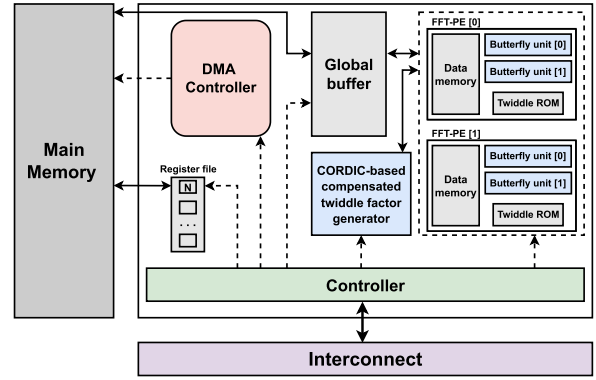 Main
Memory
DMA
Controller
Register file
N
...
Global
buffer
CORDIC-based
compensated
twiddle factor
generator
FFT-PE [0]
Data
memory
Butterfly unit [0]
Butterfly unit [1]
Twiddle ROM
FFT-PE [1]
Data
memory
Butterfly unit [0]
Butterfly unit [1]
Twiddle ROM
Controller
Interconnect